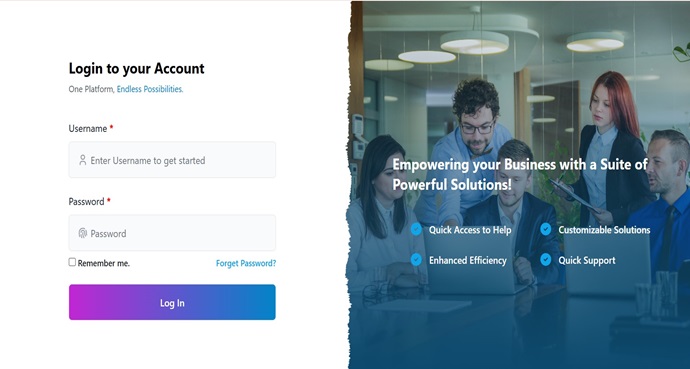 Login to your Account
One Platform, Endless Possibilities.
Username *
Enter Username to get started
Password *
Password
Remember me.
Forget Password?
Log In
Empowering your Business with a Suite of
Powerful Solutions!
Quick Access to Help
Customizable Solutions
Enhanced Efficiency
Quick Support